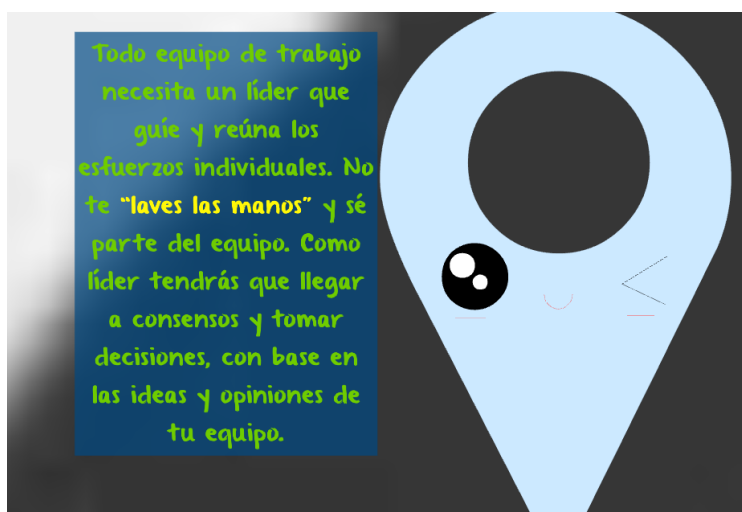 Todo equipo de trabajo
necesita un líder que
guíe y reúna los
esfuerzos individuales. No
te “laves las manos” y sé
parte del equipo. Como
líder tendrás que llegar
a consensos y tomar
decisiones, con base en
las ideas y opiniones de
tu equipo.